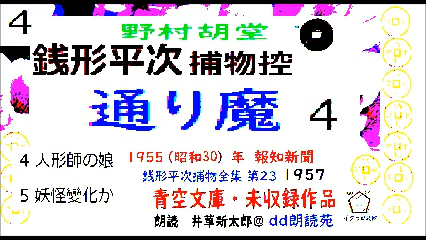 4
野村胡堂
銭形平次 捕物控
通り魔 4
4 人形師の娘
1955 (昭和30) 年 報知新聞
銭形平次捕物全集 第23 1957
5 妖怪變化か
青空文庫・未収録作品
朗読 井草新太郎@ dd朗読苑